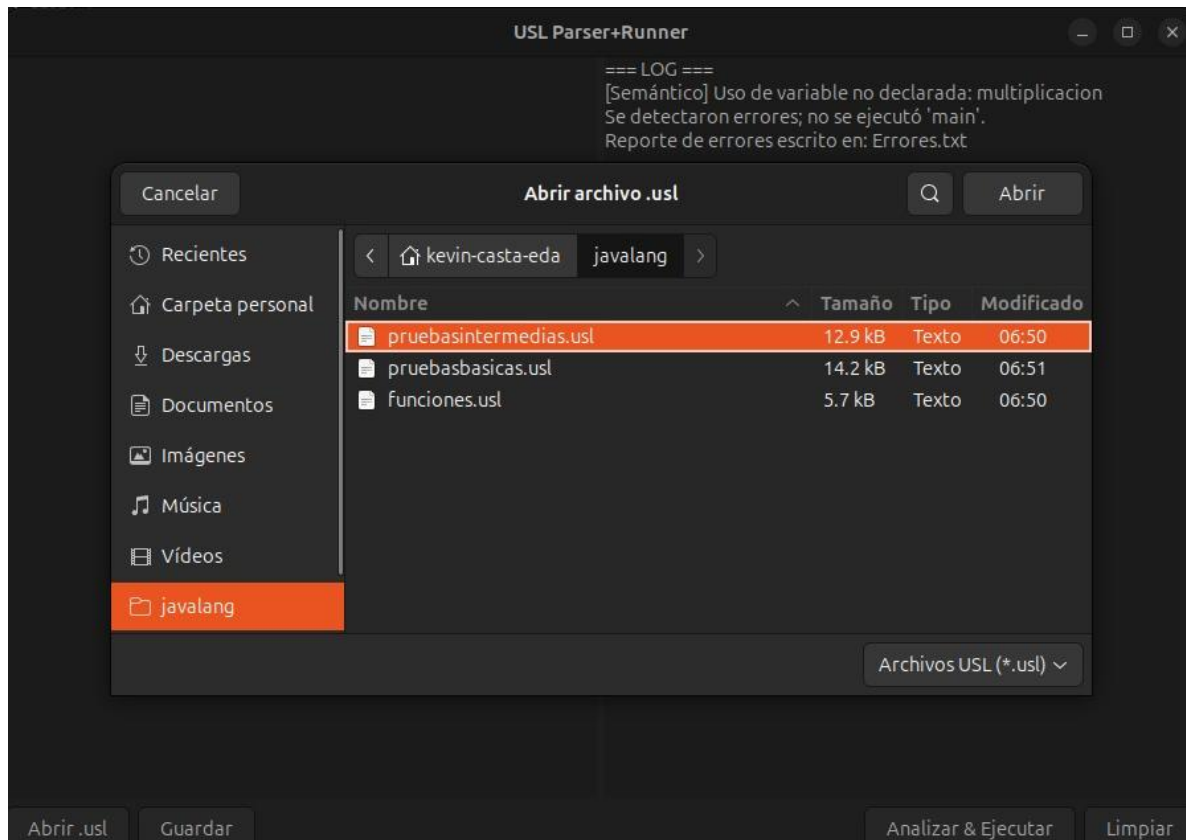 USL Parser+Runner
=== LOG ===
[Semántico] Uso de variable no declarada: multiplicacion
Se detectaron errores; no se ejecutó 'main'.
Reporte de errores escrito en: Errores.txt
Cancelar Abrir archivo .usl Abrir
Recientes
Carpeta personal
Descargas
Documentos
Imágenes
Música
Vídeos
javalang
kevin-casta-eda javalang
Nombre Tamaño Tipo Modificado
pruebasintermedias.usl 12.9 kB Texto 06:50
pruebasbasicas.usl 14.2 kB Texto 06:51
funciones.usl 5.7 kB Texto 06:50
Archivos USL (*.usl)
Abrir .usl Guardar Analizar & Ejecutar Limpiar